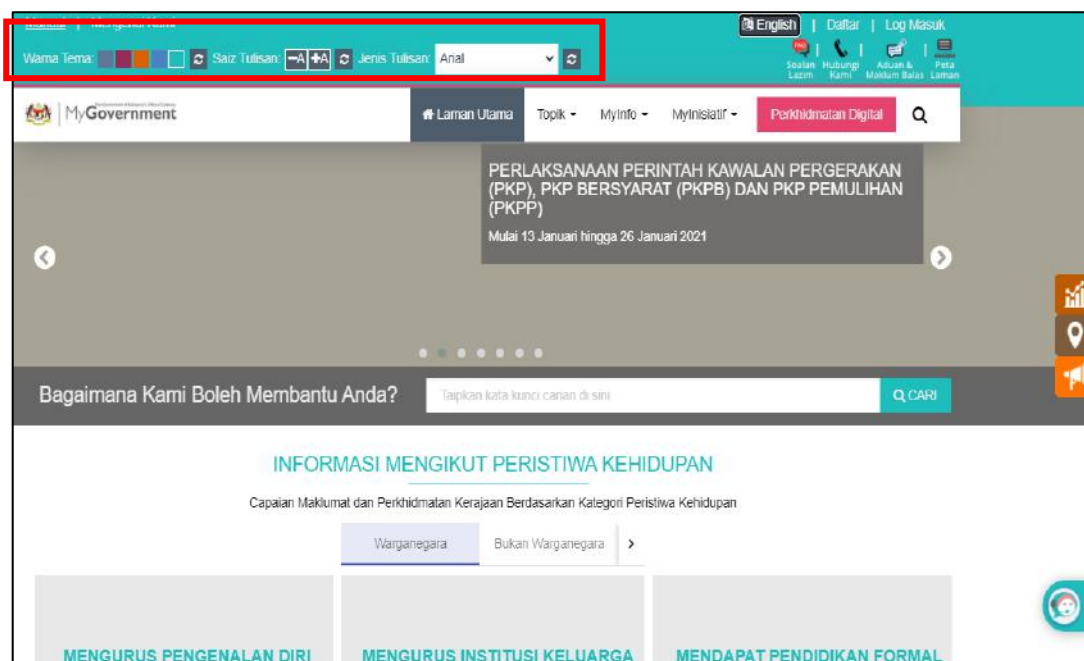 English | Daftar | Log Masuk
Warna Tema: Saiz Tulisan: -A +A Jenis Tulisan: Arial
Soalan Lazim | Hubungi Kami | Aduan & Maklum Balas | Peta Laman
MyGovernment
Laman Utama Topik MyInfo MyInisiatif Perkhidmatan Digital
PERLAKSANAAN PERINTAH KAWALAN PERGERAKAN
(PKP), PKP BERSYARAT (PKPB) DAN PKP PEMULIHAN
(PKPP)
Mulai 13 Januari hingga 26 Januari 2021
Bagaimana Kami Boleh Membantu Anda? Taipkan kata kunci carian di sini CARI
INFORMASI MENGIKUT PERISTIWA KEHIDUPAN
Capaian Maklumat dan Perkhidmatan Kerajaan Berdasarkan Kategori Peristiwa Kehidupan
Warganegara Bukan Warganegara
MENGURUS PENGENALAN DIRI MENGURUS INSTITUSI KELUARGA MENDAPAT PENDIDIKAN FORMAL